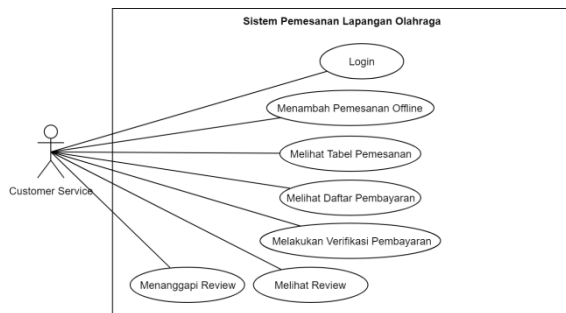 Sistem Pemesanan Lapangan Olahraga
Login
Menambah Pemesanan Offline
Melihat Tabel Pemesanan
Customer Service
Melihat Daftar Pembayaran
Melakukan Verifikasi Pembayaran
Menanggapi Review
Melihat Review